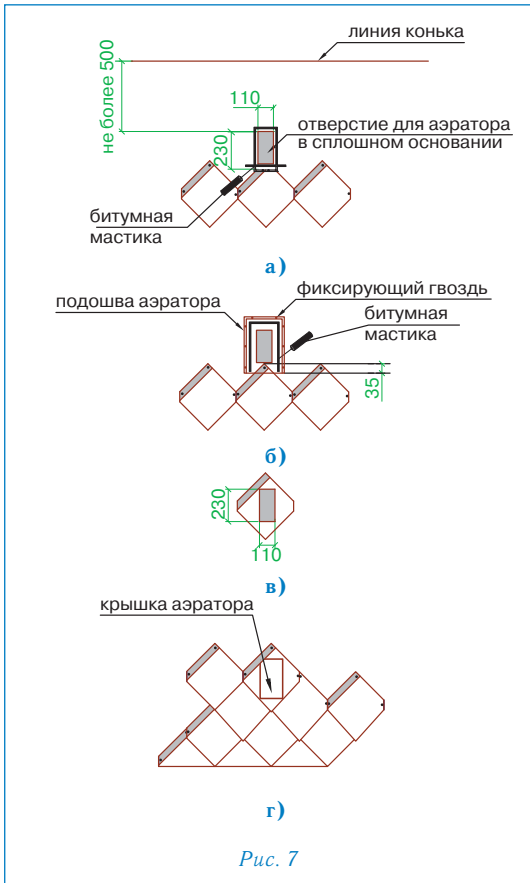 линия конька
не более 500
110
отверстие для аэратора
в сплошном основании
230
битумная
мастика
а)
фиксирующий гвоздь
подошва аэратора
битумная
мастика
35
б)
230
110
в)
крышка аэратора
г)
Рис. 7